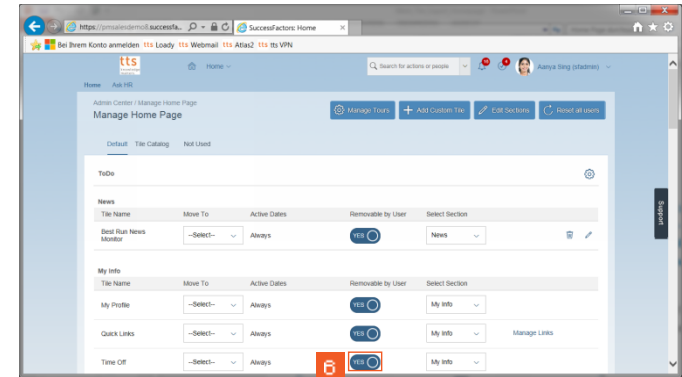 https://pmsalesdemo8.successfa...
SuccessFactors: Home
Bei Ihrem Konto anmelden tts Loady tts Webmail tts Atlas2 tts tts VPN
tts
Home
Search for actions or people
Aanya Sing (sfadmin)
Home Ask HR
Admin Center / Manage Home Page
Manage Home Page
Manage Tours
Add Custom Tile
Edit Sections
Reset all users
Default Tile Catalog Not Used
ToDo
News
Tile Name Move To Active Dates Removable by User Select Section
Best Run News Monitor --Select-- Always YES News
My Info
Tile Name Move To Active Dates Removable by User Select Section
My Profile --Select-- Always YES My Info
Quick Links --Select-- Always YES My Info Manage Links
Time Off --Select-- Always YES My Info
6
Support